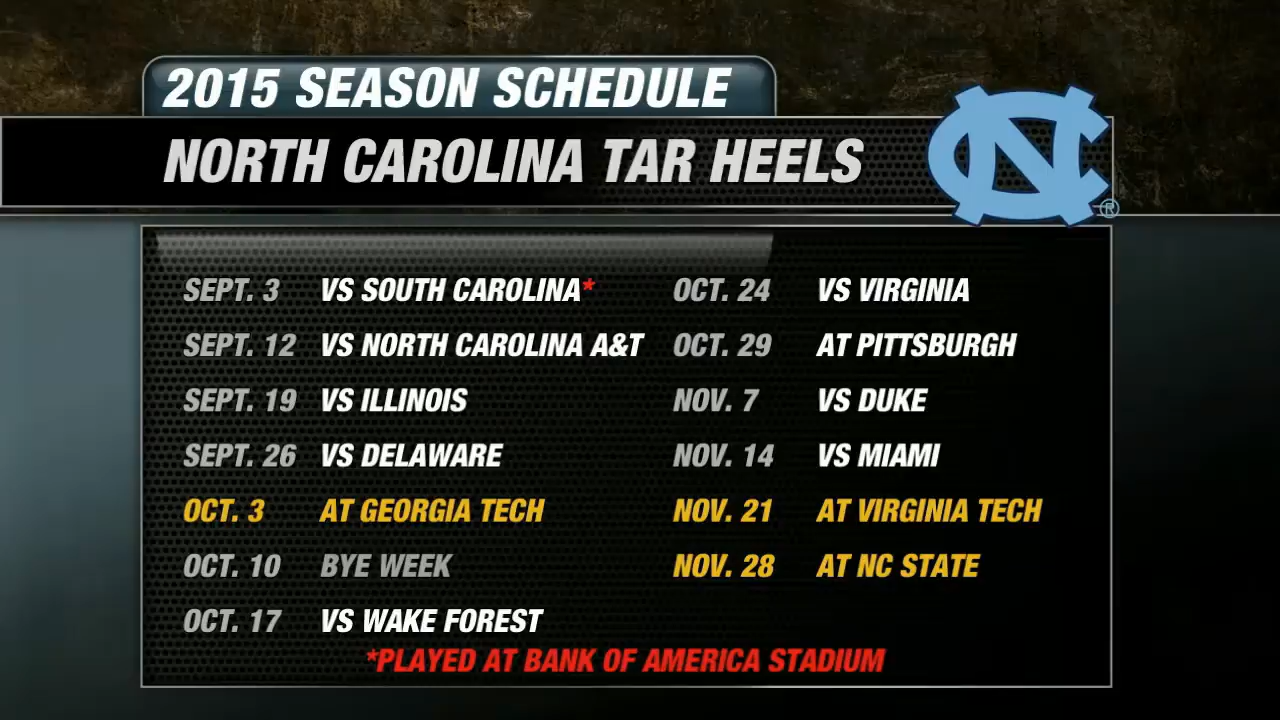 2015 SEASON SCHEDULE
NORTH CAROLINA TAR HEELS
NC
®
SEPT. 3 VS SOUTH CAROLINA*
SEPT. 12 VS NORTH CAROLINA A&T
SEPT. 19 VS ILLINOIS
SEPT. 26 VS DELAWARE
OCT. 3 AT GEORGIA TECH
OCT. 10 BYE WEEK
OCT. 17 VS WAKE FOREST
OCT. 24 VS VIRGINIA
OCT. 29 AT PITTSBURGH
NOV. 7 VS DUKE
NOV. 14 VS MIAMI
NOV. 21 AT VIRGINIA TECH
NOV. 28 AT NC STATE
*PLAYED AT BANK OF AMERICA STADIUM